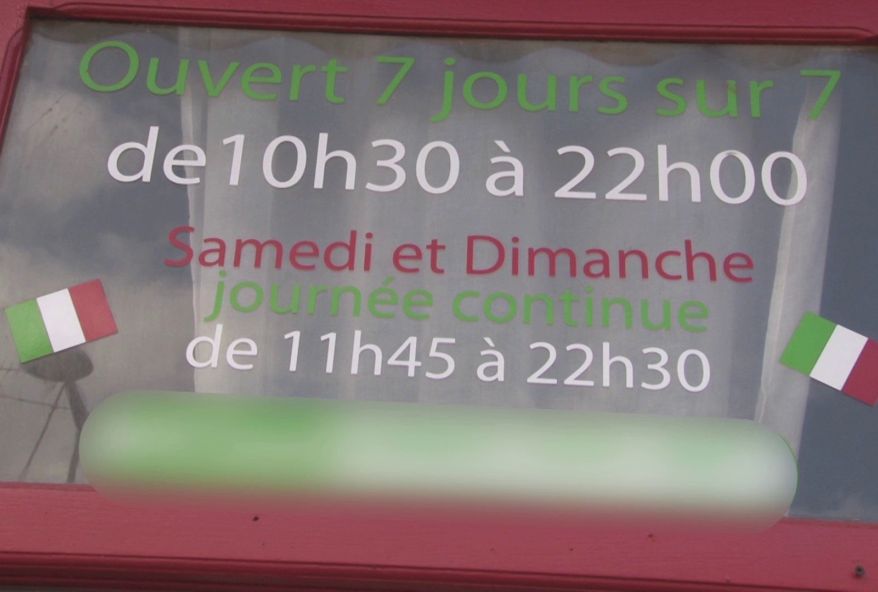 Ouvert 7 jours sur 7
de10h30 à 22h00
Samedi et Dimanche
journée continue
de 11h45 à 22h30